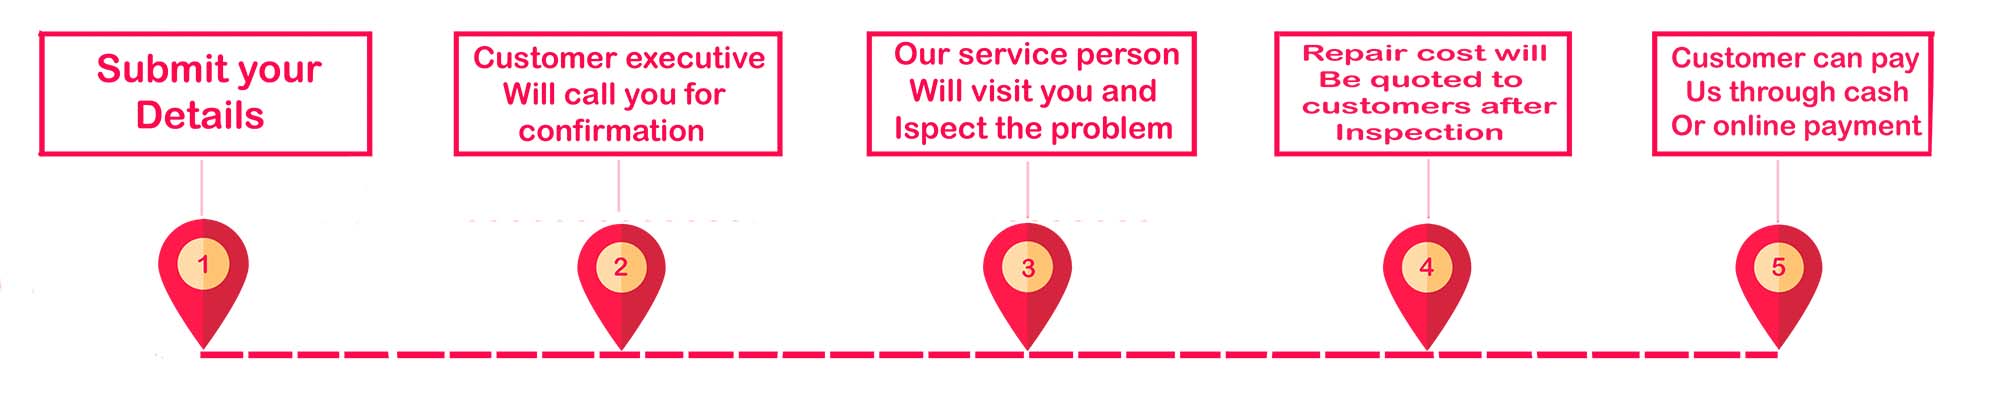 Submit your
Details
Customer executive
Will call you for
confirmation
Our service person
Will visit you and
Ispect the problem
Repair cost will
Be quoted to
customers after
Inspection
Customer can pay
Us through cash
Or online payment
1
2
3
4
5